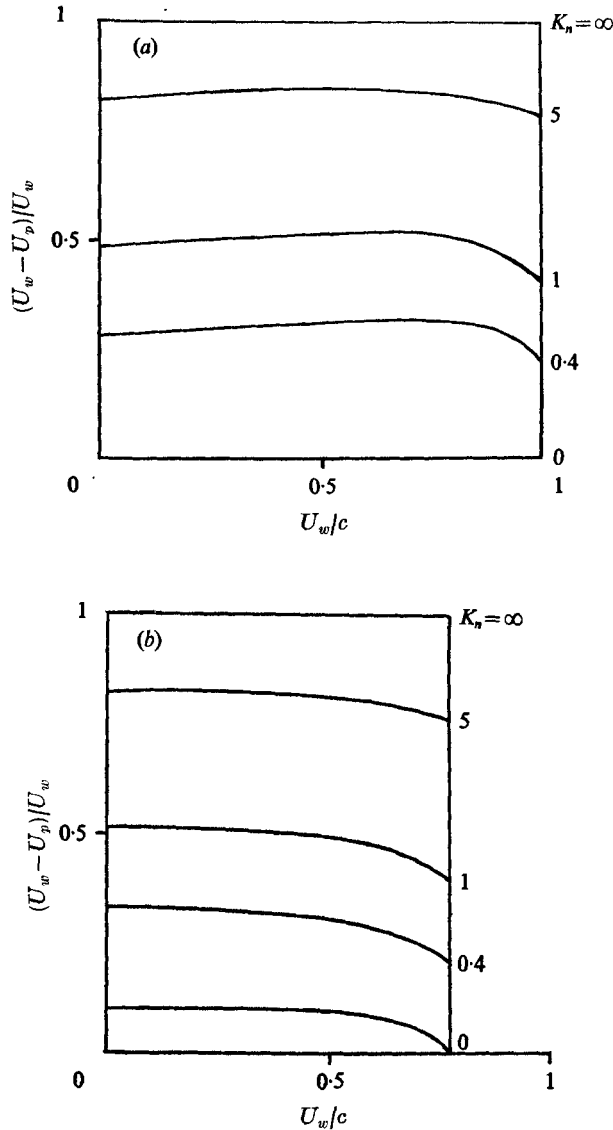 1
(a)
K_n = ∞
5
(U_w − U_p)/U_w
0·5
1
0·4
0
0
0·5
1
U_w/c
1
(b)
K_n = ∞
5
(U_w − U_p)/U_w
0·5
1
0·4
0
0
0·5
1
U_w/c